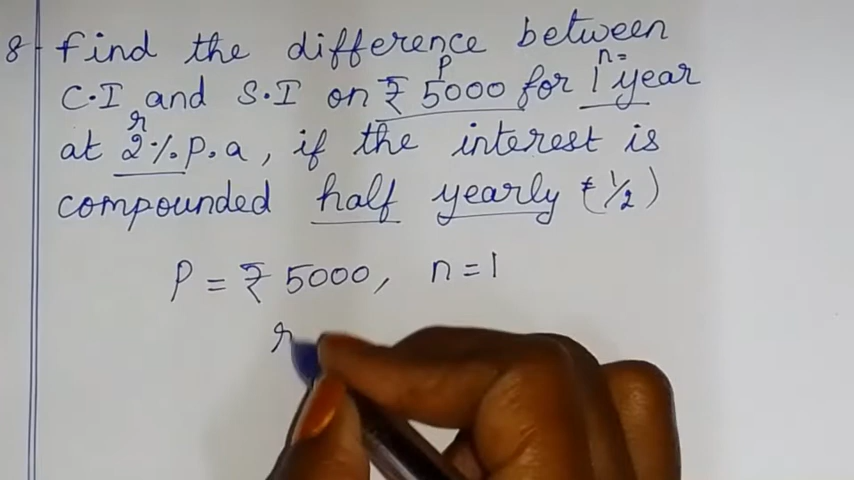 8 - find the difference between
C.I and S.I on ₹ 5000 for 1 year
P n=
at 2%.P.a, if the interest is
r
compounded half yearly (1/2)
P = ₹ 5000, n = 1
r